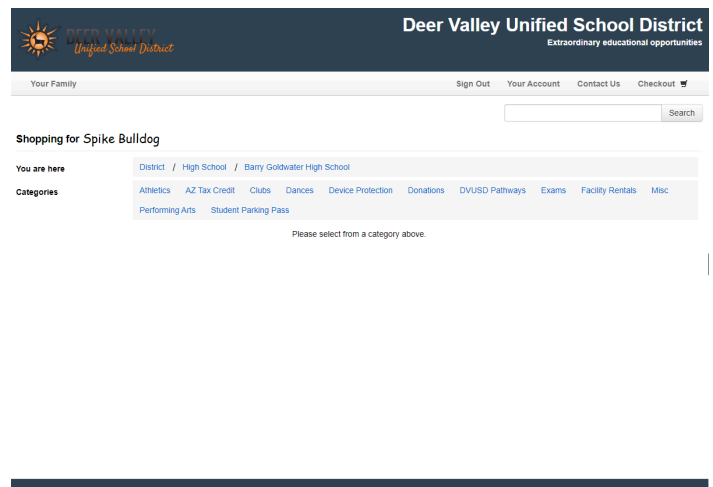 DEER VALLEY
Unified School District
Deer Valley Unified School District
Extraordinary educational opportunities
Your Family
Sign Out Your Account Contact Us Checkout
Search
Shopping for Spike Bulldog
You are here District / High School / Barry Goldwater High School
Categories Athletics AZ Tax Credit Clubs Dances Device Protection Donations DVUSD Pathways Exams Facility Rentals Misc
Performing Arts Student Parking Pass
Please select from a category above.